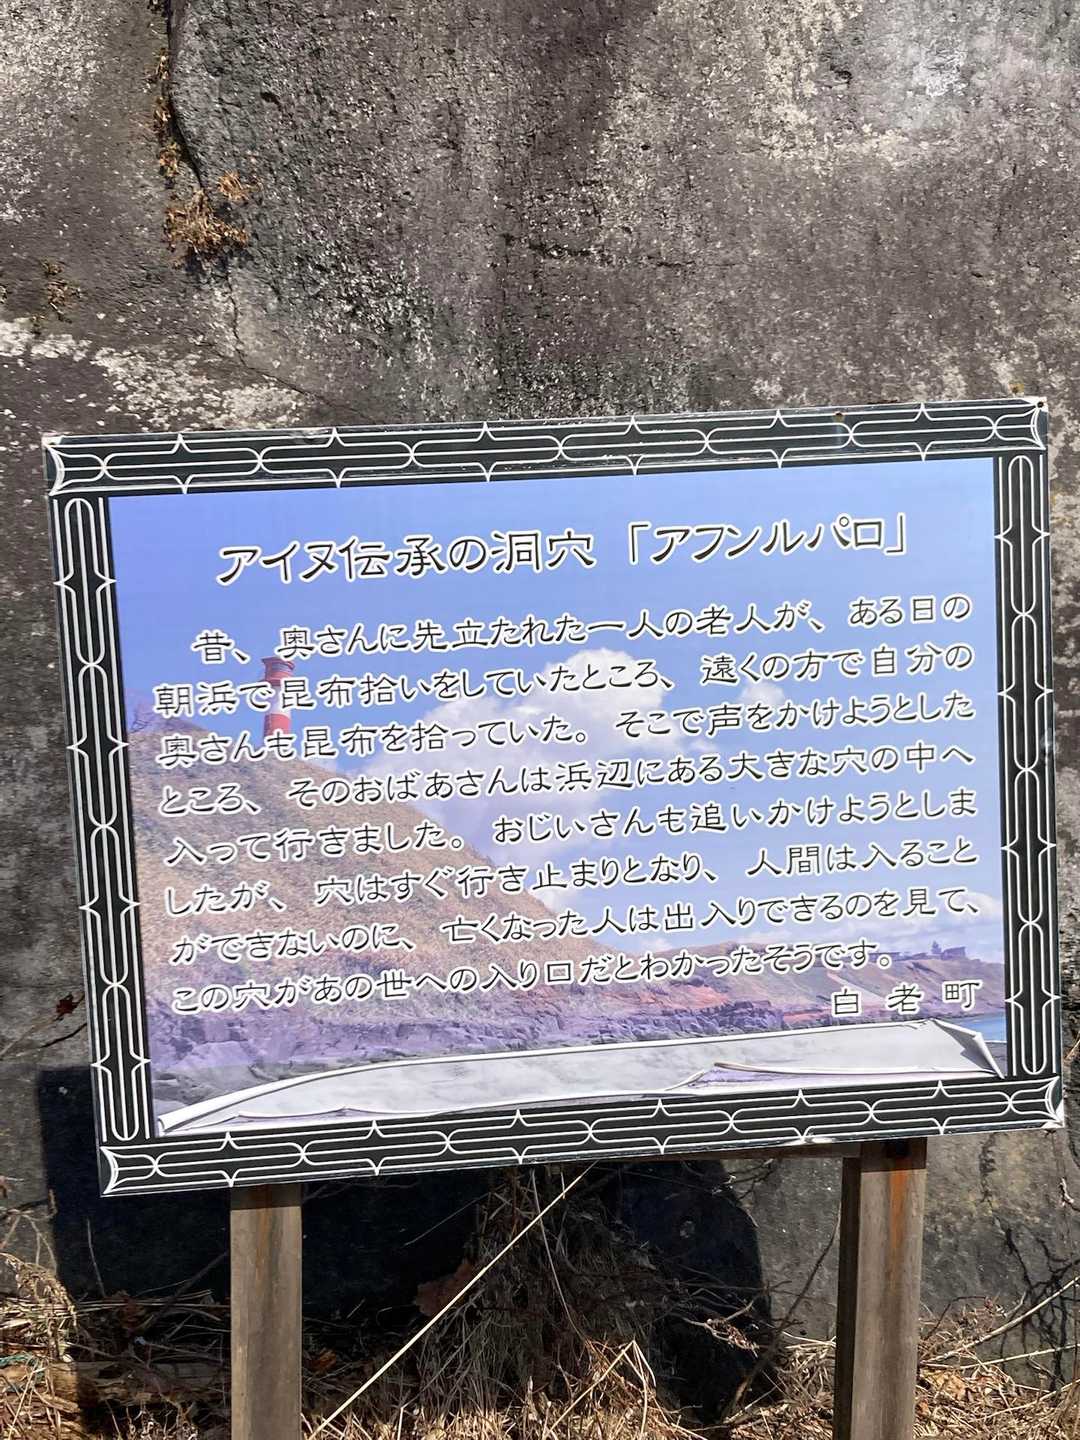 アイヌ伝承の洞穴「アフンルパロ」
昔、奥さんに先立たれた一人の老人が、ある日の
朝浜で昆布拾いをしていたところ、遠くの方で自分の
奥さんも昆布を拾っていた。そこで声をかけようとした
ところ、そのおばあさんは浜辺にある大きな穴の中へ
入って行きました。おじいさんも追いかけようとしま
したが、穴はすぐ行き止まりとなり、人間は入ること
ができないのに、亡くなった人は出入りできるのを見て、
この穴があの世への入り口だとわかったそうです。
白老町